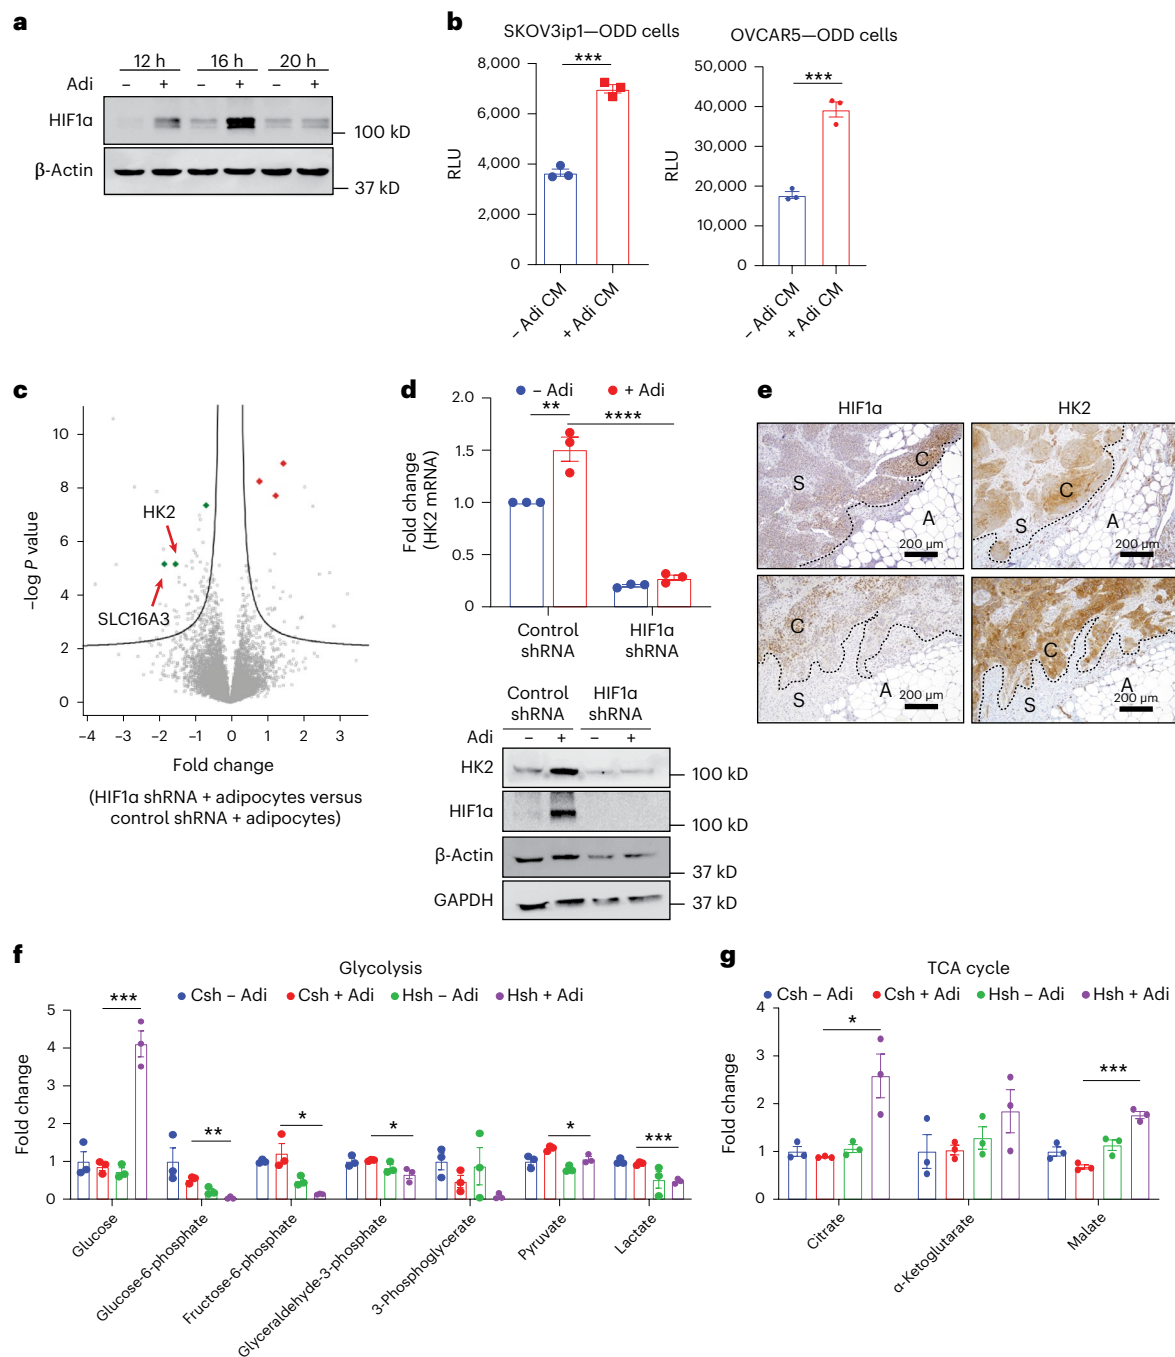 a
12 h 16 h 20 h
Adi – + – + – +
HIF1α
100 kD
β-Actin
37 kD
b
SKOV3ip1—ODD cells
***
8,000
6,000
4,000
2,000
0
RLU
– Adi CM
+ Adi CM
OVCAR5—ODD cells
***
50,000
40,000
30,000
20,000
10,000
0
RLU
– Adi CM
+ Adi CM
c
10
8
6
4
2
0
–log P value
HK2
SLC16A3
–4 –3 –2 –1 0 1 2 3
Fold change
(HIF1α shRNA + adipocytes versus
control shRNA + adipocytes)
d
– Adi + Adi
** ****
2.0
1.5
1.0
0.5
0
Fold change
(HK2 mRNA)
Control
shRNA
HIF1α
shRNA
Control
shRNA
HIF1α
shRNA
Adi – + – +
HK2
100 kD
HIF1α
100 kD
β-Actin
37 kD
GAPDH
37 kD
e
HIF1α HK2
S
C
A
200 µm
C
S
A
200 µm
C
S
A
200 µm
C
S
A
200 µm
f
Glycolysis
Csh – Adi Csh + Adi Hsh – Adi Hsh + Adi
5
4
3
2
1
0
Fold change
***
**
*
*
*
***
Glucose
Glucose-6-phosphate
Fructose-6-phosphate
Glyceraldehyde-3-phosphate
3-Phosphoglycerate
Pyruvate
Lactate
g
TCA cycle
Csh – Adi Csh + Adi Hsh – Adi Hsh + Adi
4
3
2
1
0
Fold change
*
***
Citrate
α-Ketoglutarate
Malate